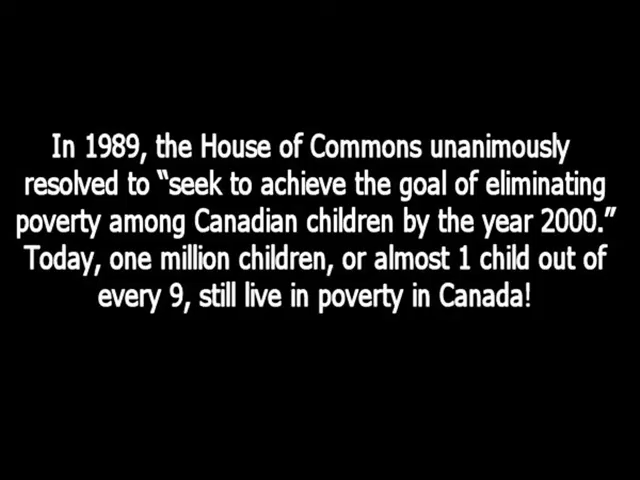 In 1989, the House of Commons unanimously
resolved to “seek to achieve the goal of eliminating
poverty among Canadian children by the year 2000.”
Today, one million children, or almost 1 child out of
every 9, still live in poverty in Canada!